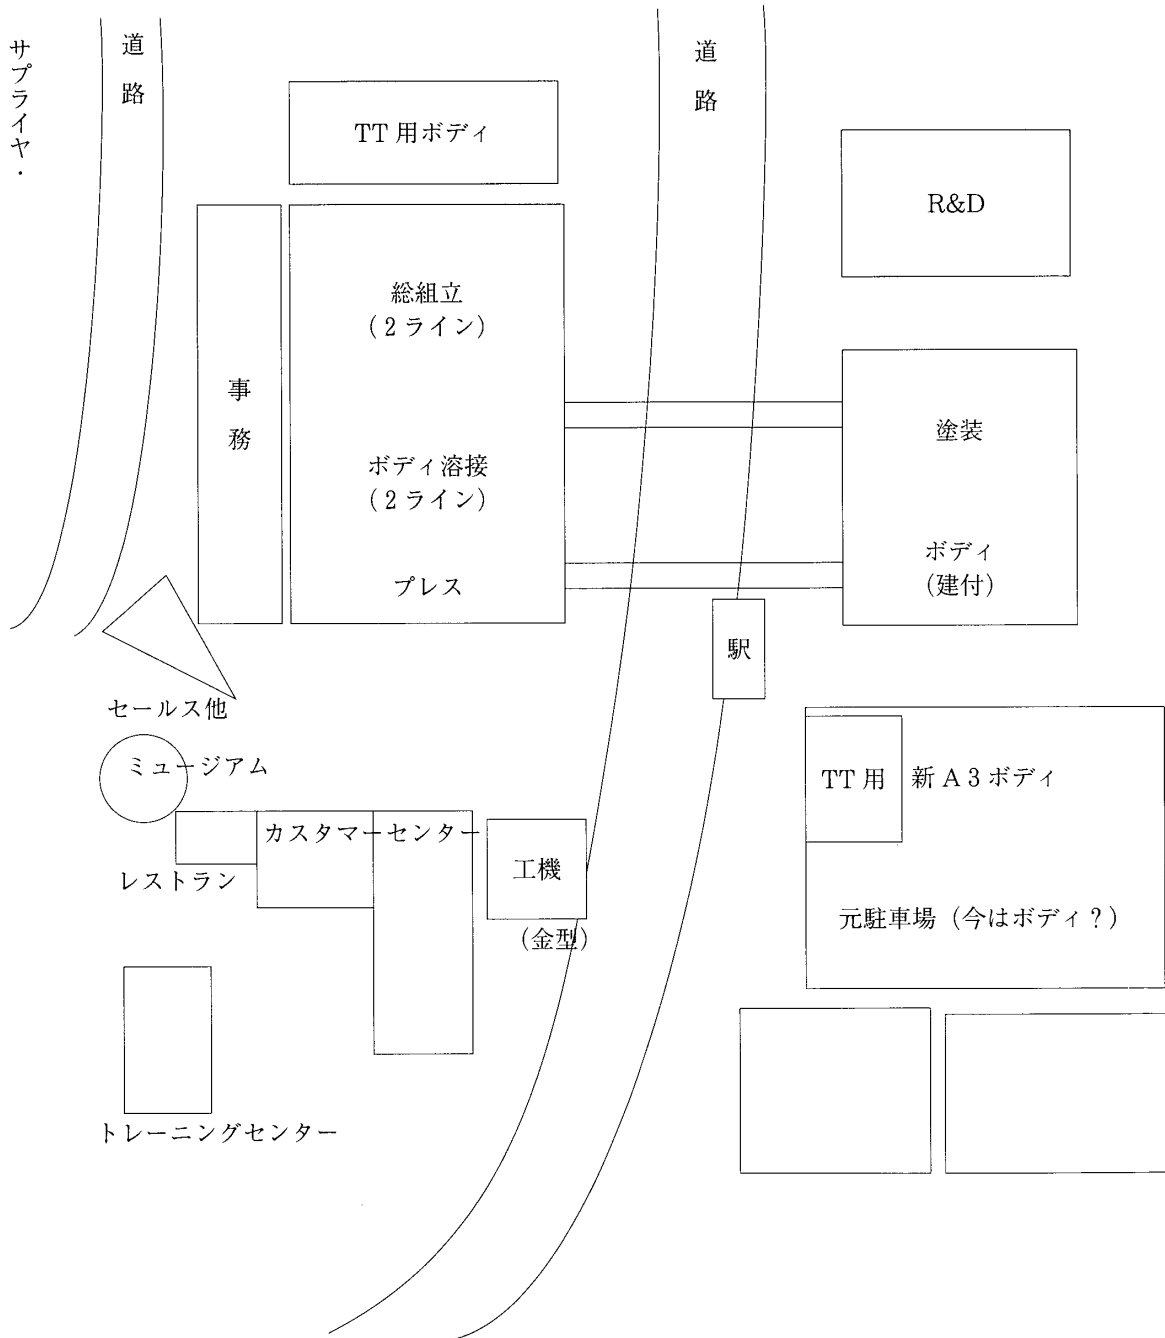 サプライヤ・
道路
道路
TT用ボディ
R&D
総組立
(2ライン)
事務
塗装
ボディ溶接
(2ライン)
ボディ
(建付)
プレス
駅
セールス他
ミュージアム
TT用
新A3ボディ
カスタマーセンター
工機
レストラン
元駐車場(今はボディ?)
(金型)
トレーニングセンター